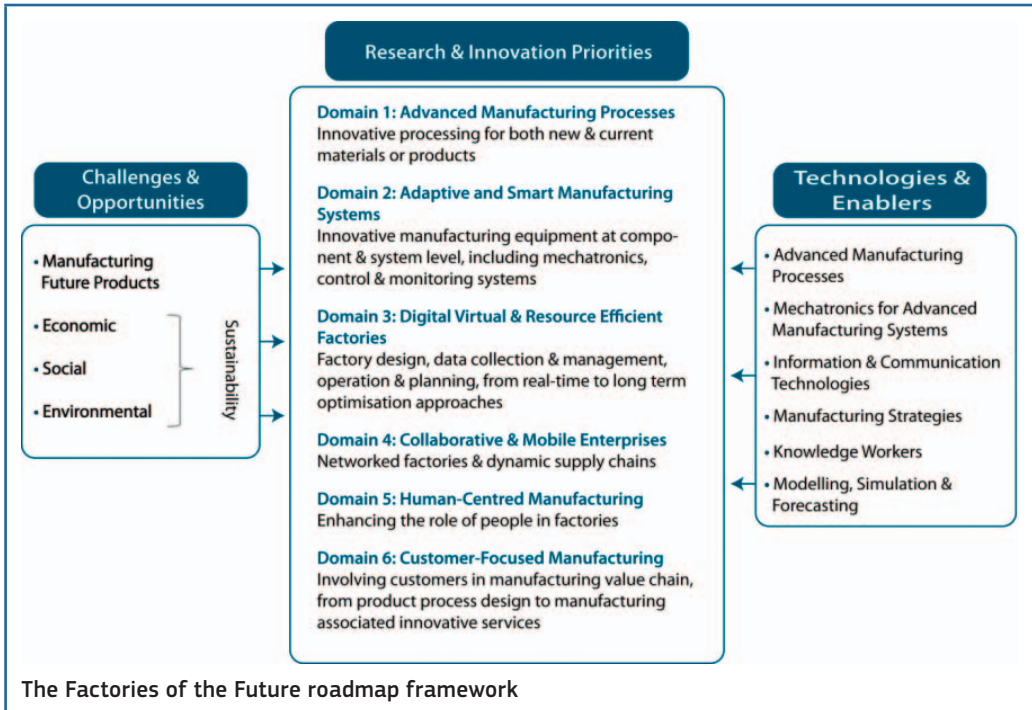 Research & Innovation Priorities
Challenges &
Opportunities
• Manufacturing
Future Products
• Economic
• Social
• Environmental
Sustainability
Domain 1: Advanced Manufacturing Processes
Innovative processing for both new & current
materials or products
Domain 2: Adaptive and Smart Manufacturing
Systems
Innovative manufacturing equipment at compo-
nent & system level, including mechatronics,
control & monitoring systems
Domain 3: Digital Virtual & Resource Efficient
Factories
Factory design, data collection & management,
operation & planning, from real-time to long term
optimisation approaches
Domain 4: Collaborative & Mobile Enterprises
Networked factories & dynamic supply chains
Domain 5: Human-Centred Manufacturing
Enhancing the role of people in factories
Domain 6: Customer-Focused Manufacturing
Involving customers in manufacturing value chain,
from product process design to manufacturing
associated innovative services
Technologies &
Enablers
• Advanced Manufacturing
Processes
• Mechatronics for Advanced
Manufacturing Systems
• Information & Communication
Technologies
• Manufacturing Strategies
• Knowledge Workers
• Modelling, Simulation &
Forecasting
The Factories of the Future roadmap framework